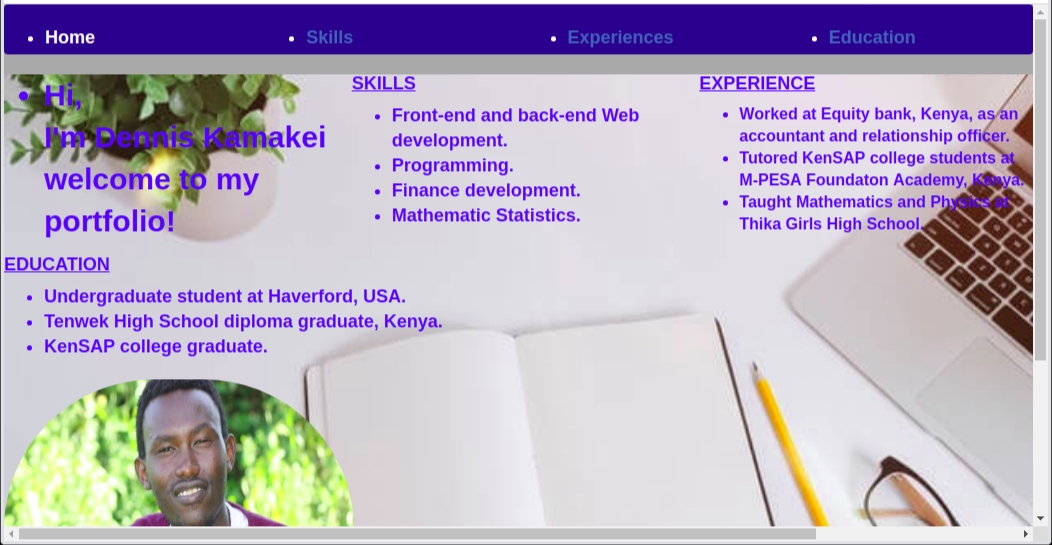 Home
Skills
Experiences
Education
Hi,
I'm Dennis Kamakei
welcome to my
portfolio!
SKILLS
Front-end and back-end Web
development.
Programming.
Finance development.
Mathematic Statistics.
EXPERIENCE
Worked at Equity bank, Kenya, as an
accountant and relationship officer.
Tutored KenSAP college students at
M-PESA Foundaton Academy, Kenya.
Taught Mathematics and Physics at
Thika Girls High School.
EDUCATION
Undergraduate student at Haverford, USA.
Tenwek High School diploma graduate, Kenya.
KenSAP college graduate.